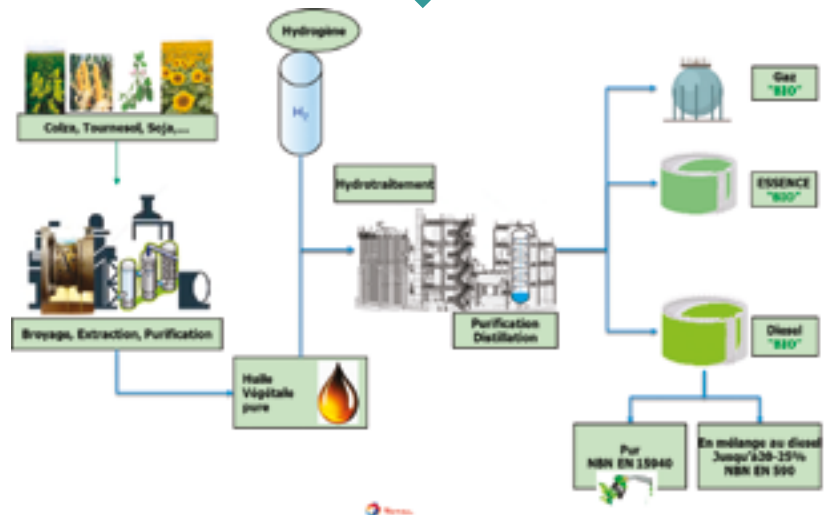 Hydrogène
H2
Colza, Tournesol, Soja,...
Broyage, Extraction, Purification
Huile
Végétale
pure
Hydrotraitement
Purification
Distillation
Gaz
"BIO"
ESSENCE
"BIO"
Diesel
"BIO"
Pur
NBN EN 15940
En mélange au diesel
Jusqu'à20-25%
NBN EN 590
TOTAL